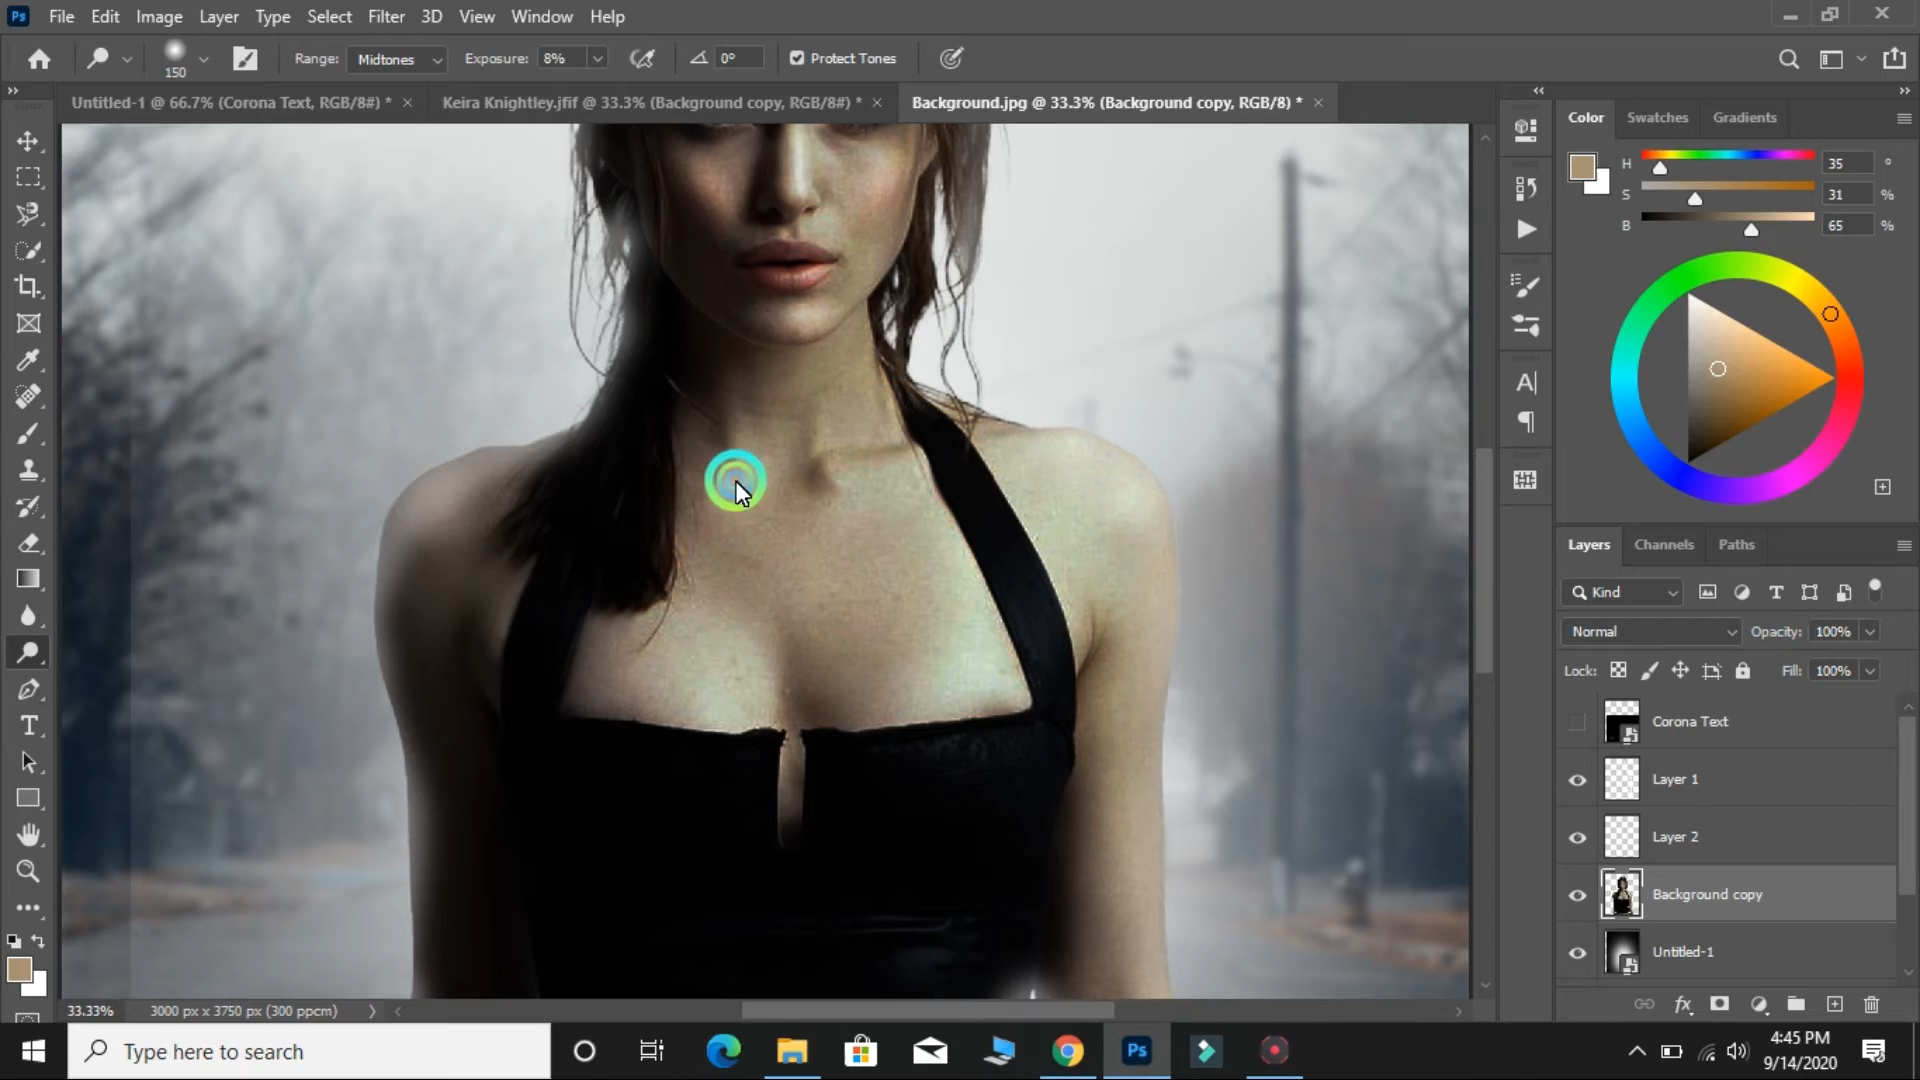 Ps File Edit Image Layer Type Select Filter 3D View Window Help
150 Range: Midtones Exposure: 8% 0° Protect Tones
Untitled-1 @ 66.7% (Corona Text, RGB/8#) * × Keira Knightley.jfif @ 33.3% (Background copy, RGB/8#) * × Background.jpg @ 33.3% (Background copy, RGB/8) * ×
Color Swatches Gradients
H 35 °
S 31 %
B 65 %
Layers Channels Paths
Kind
Normal Opacity: 100%
Lock: Fill: 100%
Corona Text
Layer 1
Layer 2
Background copy
Untitled-1
33.33% 3000 px x 3750 px (300 ppcm)
Type here to search
Ps
4:45 PM
9/14/2020